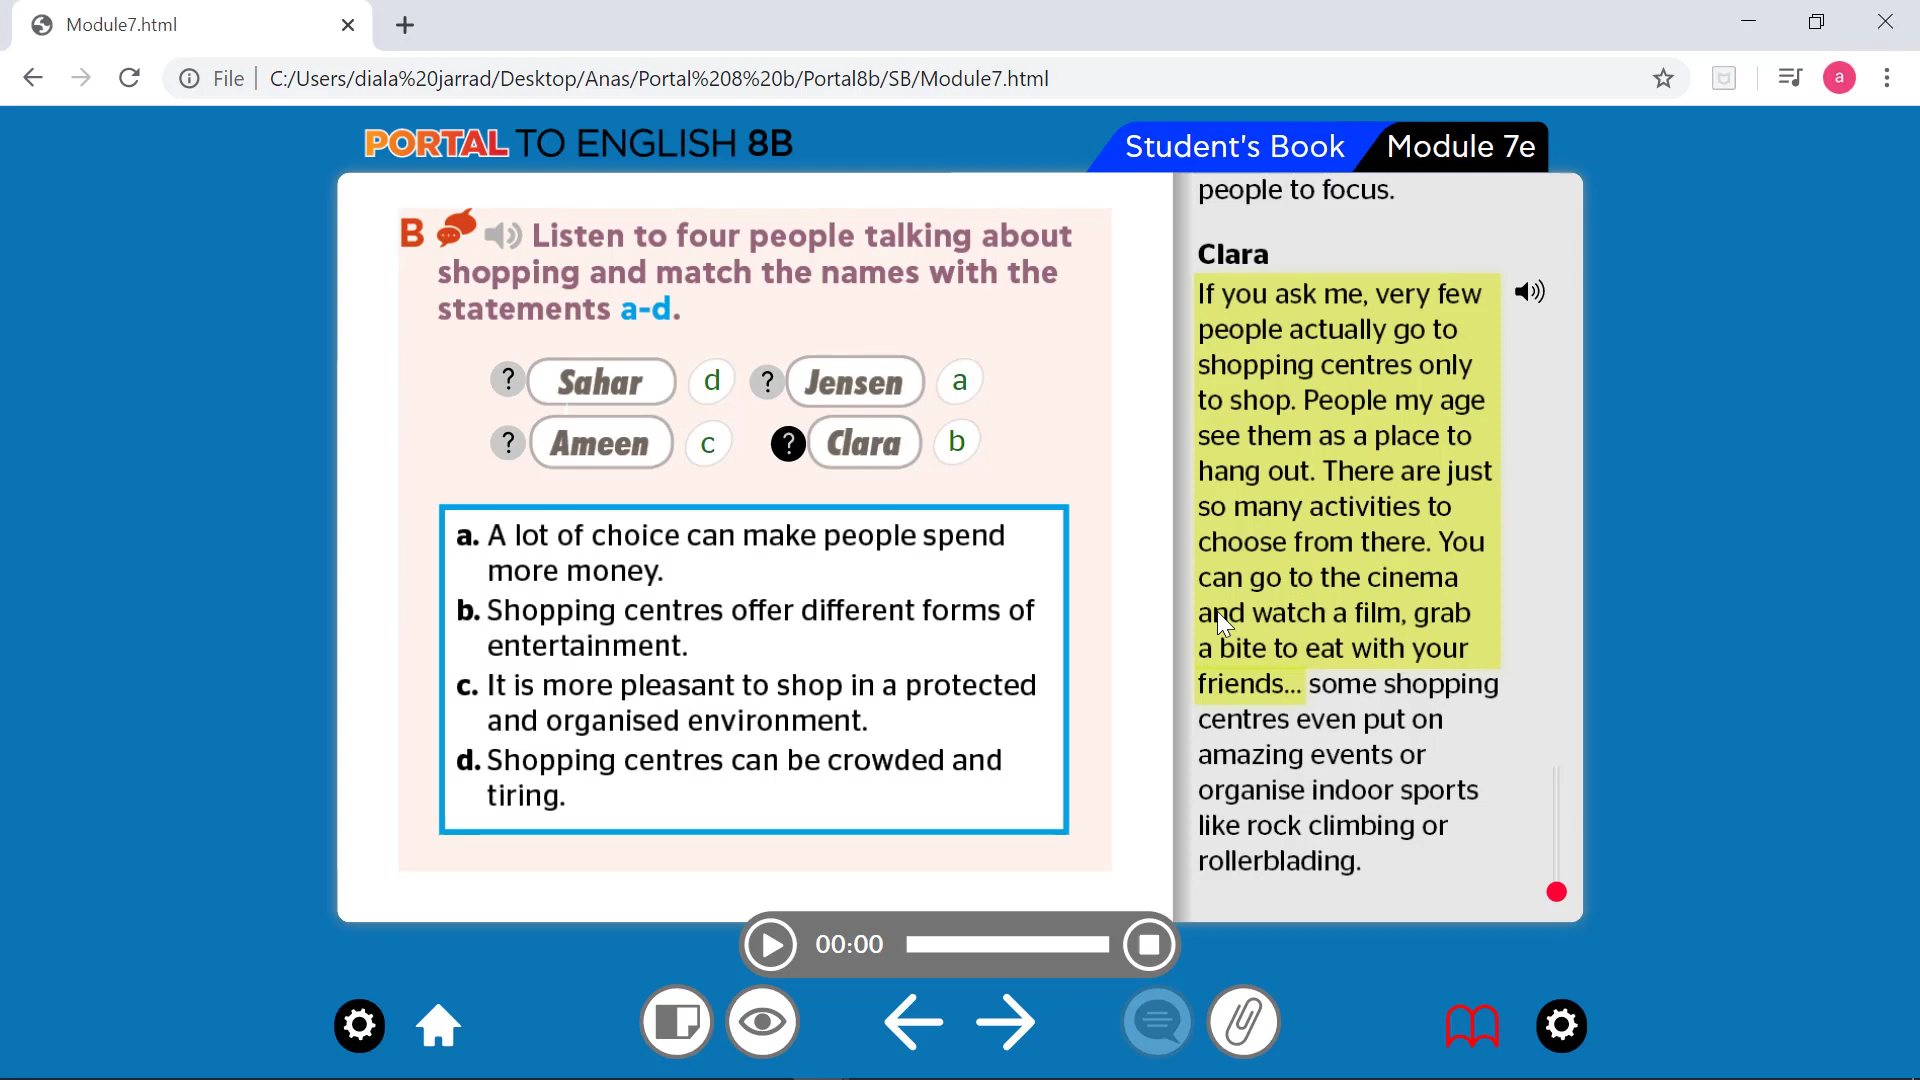 Module7.html
File
C:/Users/diala%20jarrad/Desktop/Anas/Portal%208%20b/Portal8b/SB/Module7.html
a
PORTAL TO ENGLISH 8B
Student's Book
Module 7e
B Listen to four people talking about
shopping and match the names with the
statements a-d.
? Sahar d ? Jensen a
? Ameen c ? Clara b
a. A lot of choice can make people spend
more money.
b. Shopping centres offer different forms of
entertainment.
c. It is more pleasant to shop in a protected
and organised environment.
d. Shopping centres can be crowded and
tiring.
people to focus.
Clara
If you ask me, very few
people actually go to
shopping centres only
to shop. People my age
see them as a place to
hang out. There are just
so many activities to
choose from there. You
can go to the cinema
and watch a film, grab
a bite to eat with your
friends... some shopping
centres even put on
amazing events or
organise indoor sports
like rock climbing or
rollerblading.
00:00